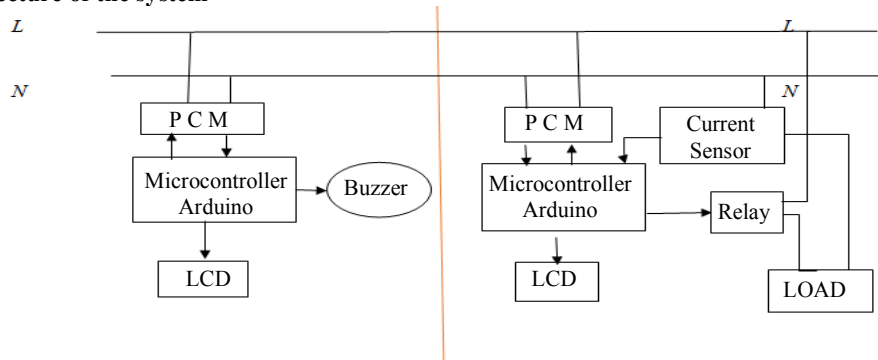 ecture of the system
L
L
N
N
P C M
P C M
Current
Sensor
Microcontroller
Arduino
Buzzer
Microcontroller
Arduino
Relay
LCD
LCD
LOAD